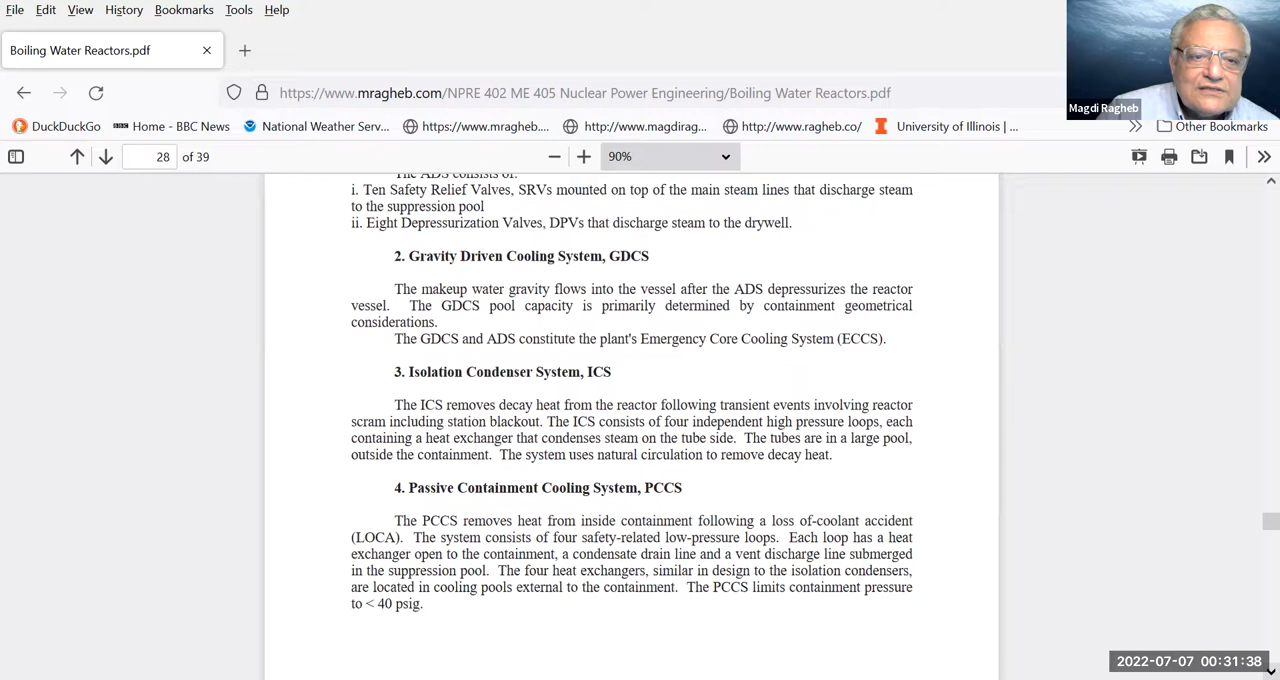 File Edit View History Bookmarks Tools Help
Boiling Water Reactors.pdf
https://www.mragheb.com/NPRE 402 ME 405 Nuclear Power Engineering/Boiling Water Reactors.pdf
Magdi Ragheb
DuckDuckGo BBC Home - BBC News National Weather Serv... https://www.mragheb.... http://www.magdirag... http://www.ragheb.co/ University of Illinois | ... Other Bookmarks
28 of 39 90%
The ADS consists of:
i. Ten Safety Relief Valves, SRVs mounted on top of the main steam lines that discharge steam
to the suppression pool
ii. Eight Depressurization Valves, DPVs that discharge steam to the drywell.
2. Gravity Driven Cooling System, GDCS
The makeup water gravity flows into the vessel after the ADS depressurizes the reactor
vessel. The GDCS pool capacity is primarily determined by containment geometrical
considerations.
The GDCS and ADS constitute the plant's Emergency Core Cooling System (ECCS).
3. Isolation Condenser System, ICS
The ICS removes decay heat from the reactor following transient events involving reactor
scram including station blackout. The ICS consists of four independent high pressure loops, each
containing a heat exchanger that condenses steam on the tube side. The tubes are in a large pool,
outside the containment. The system uses natural circulation to remove decay heat.
4. Passive Containment Cooling System, PCCS
The PCCS removes heat from inside containment following a loss of-coolant accident
(LOCA). The system consists of four safety-related low-pressure loops. Each loop has a heat
exchanger open to the containment, a condensate drain line and a vent discharge line submerged
in the suppression pool. The four heat exchangers, similar in design to the isolation condensers,
are located in cooling pools external to the containment. The PCCS limits containment pressure
to < 40 psig.
2022-07-07 00:31:38